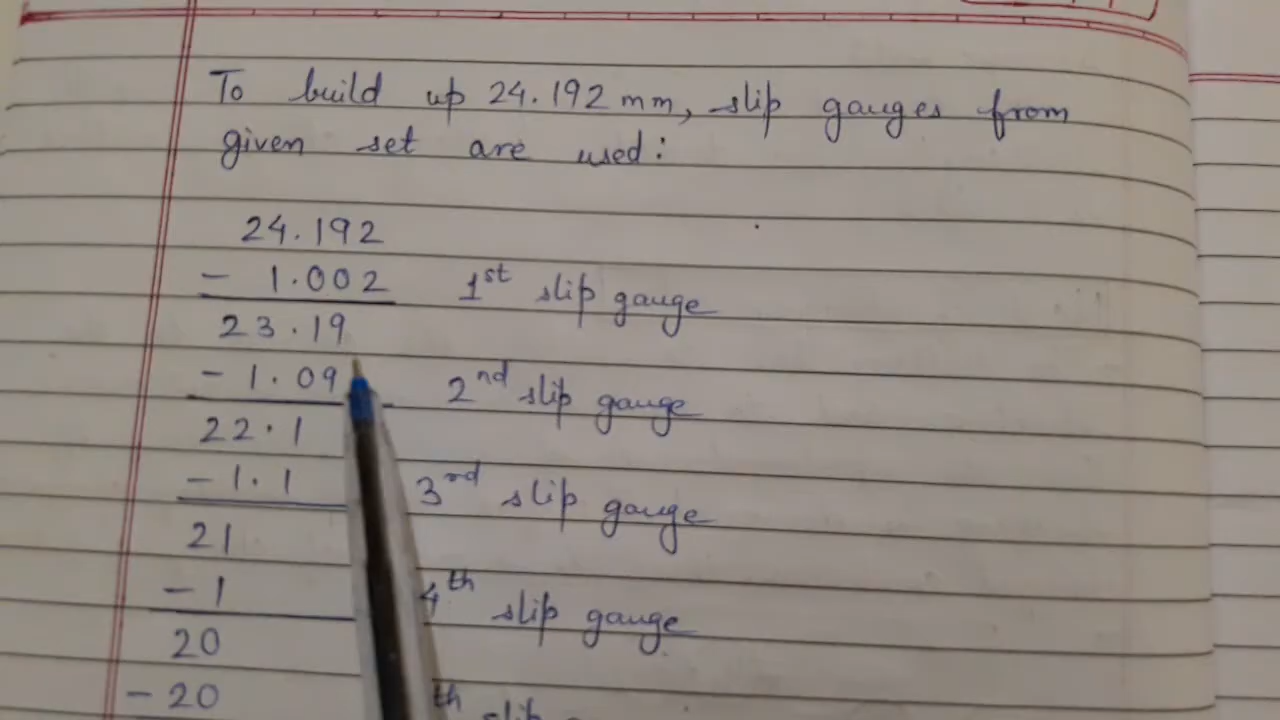 To build up 24.192 mm, slip gauges from
given set are used:
24.192
- 1.002 1st slip gauge
23.19
- 1.09 2nd slip gauge
22.1
- 1.1 3rd slip gauge
21
- 1 4th slip gauge
20
- 20 th slip